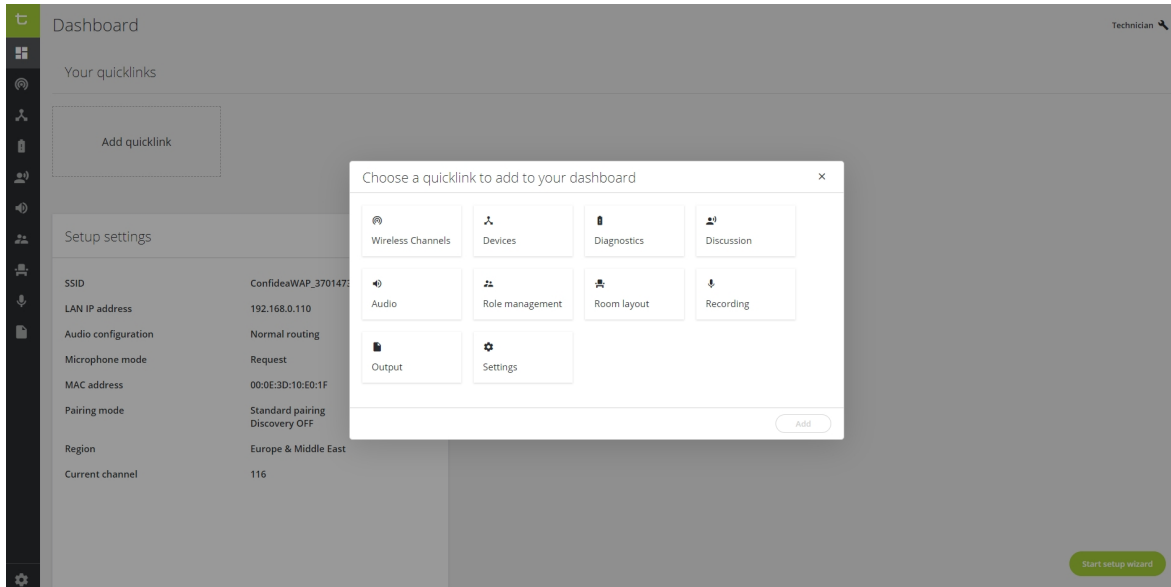 Dashboard
Technician
Your quicklinks
Add quicklink
Setup settings
SSID ConfideaWAP_3701473
LAN IP address 192.168.0.110
Audio configuration Normal routing
Microphone mode Request
MAC address 00:0E:3D:10:E0:1F
Pairing mode Standard pairing
Discovery OFF
Region Europe & Middle East
Current channel 116
Choose a quicklink to add to your dashboard
Wireless Channels Devices Diagnostics Discussion
Audio Role management Room layout Recording
Output Settings
Add
Start setup wizard